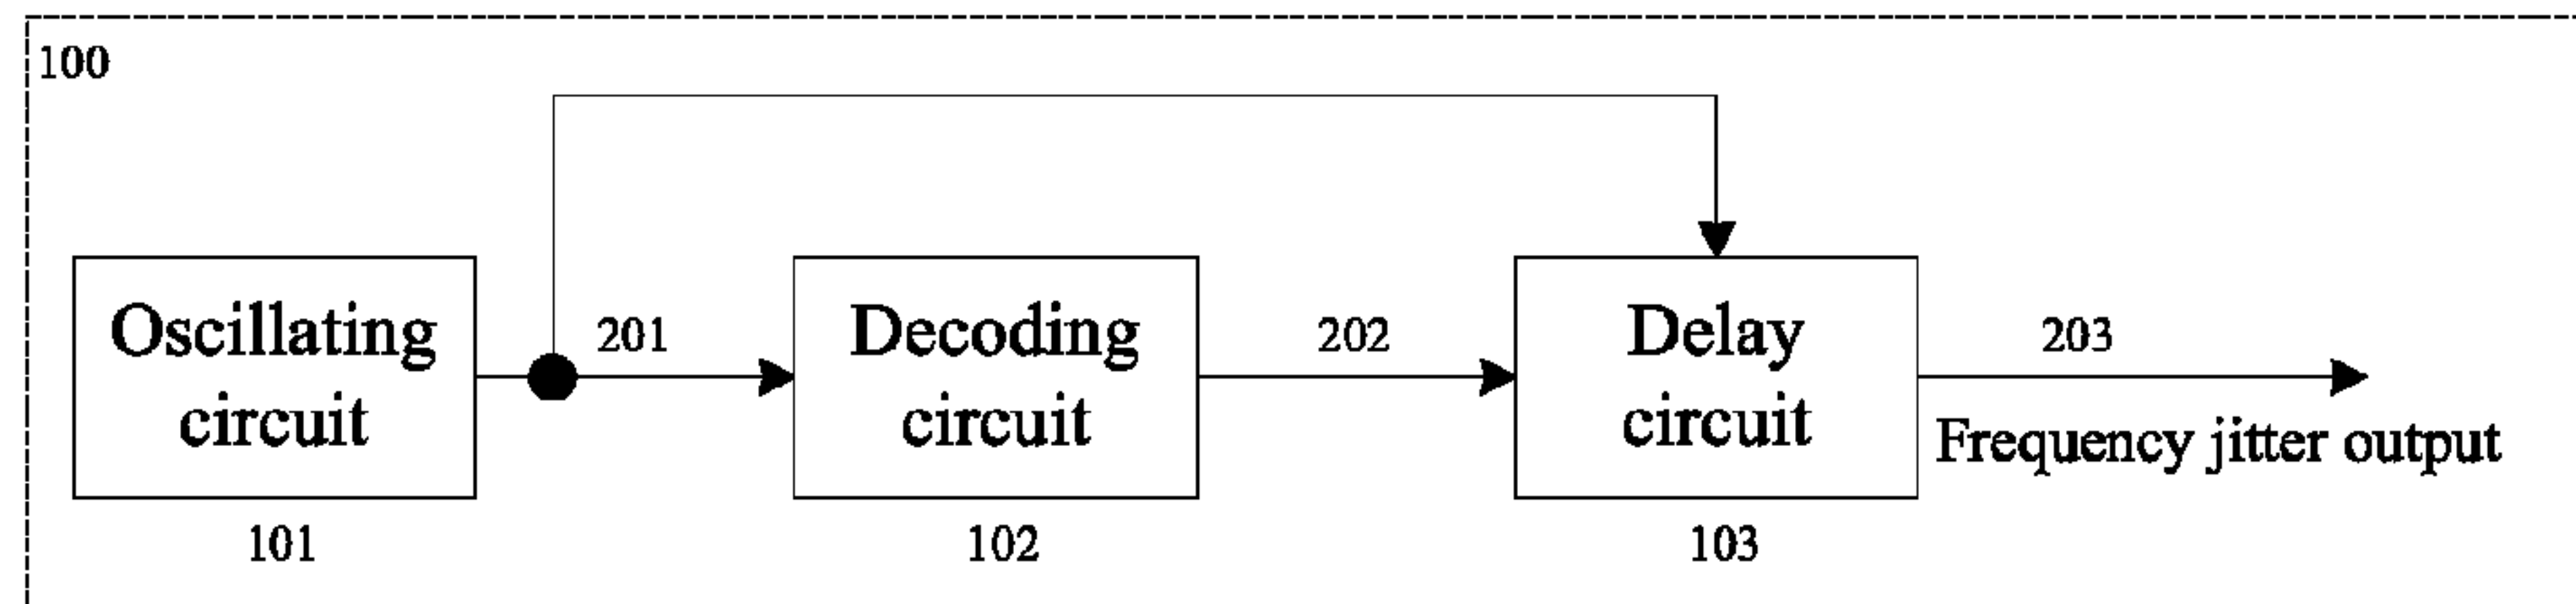 100
Oscillating
circuit
201
Decoding
circuit
202
Delay
circuit
203
Frequency jitter output
101
102
103